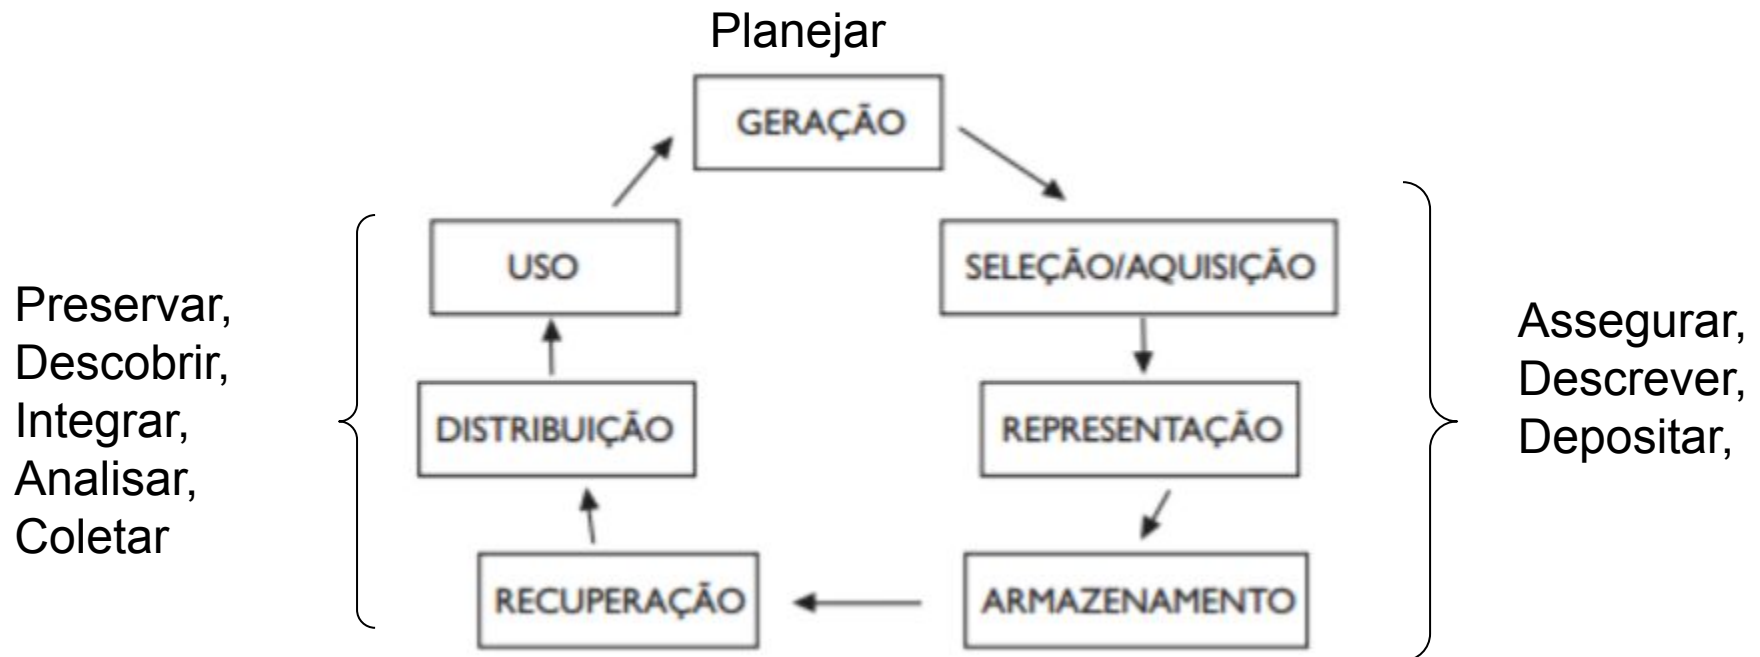 Planejar
GERAÇÃO
USO
SELEÇÃO/AQUISIÇÃO
Preservar,
Descobrir,
Integrar,
Analisar,
Coletar
DISTRIBUIÇÃO
REPRESENTAÇÃO
Assegurar,
Descrever,
Depositar,
RECUPERAÇÃO
ARMAZENAMENTO